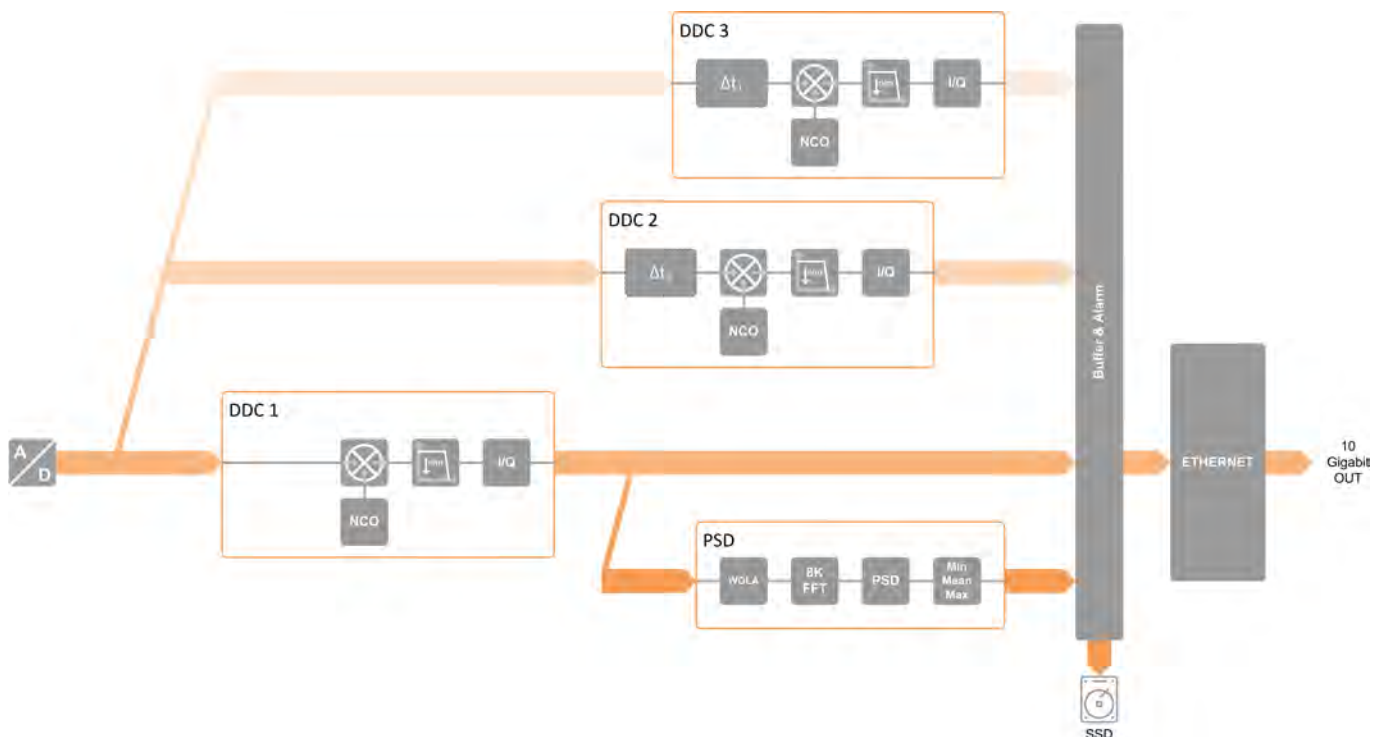 DDC 3
Δt
I/Q
NCO
DDC 2
Δt
I/Q
NCO
Buffer & Alarm
DDC 1
A
D
I/Q
NCO
ETHERNET
10
Gigabit
OUT
PSD
WOLA
8K
FFT
PSD
Min
Mean
Max
SSD